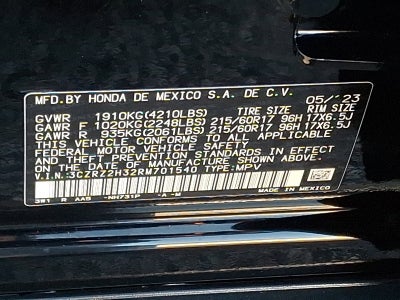 MFD.BY HONDA DE MEXICO S.A. DE C.V. 05/'23
GVWR 1910KG(4210LBS) TIRE SIZE RIM SIZE
GAWR F 1020KG(2248LBS) 215/60R17 96H 17X6.5J
GAWR R 935KG(2061LBS) 215/60R17 96H 17X6.5J
THIS VEHICLE CONFORMS TO ALL APPLICABLE
FEDERAL MOTOR VEHICLE SAFETY
AND THEFT PREVENTION STANDARDS IN EFFECT
ON THE DATE OF MANUFACTURE SHOWN ABOVE.
V.I.N.:3CZRZ2H32RM701540 TYPE:MPV
MADE IN MEXICO
3W1 R AAS -NH731P -A -M